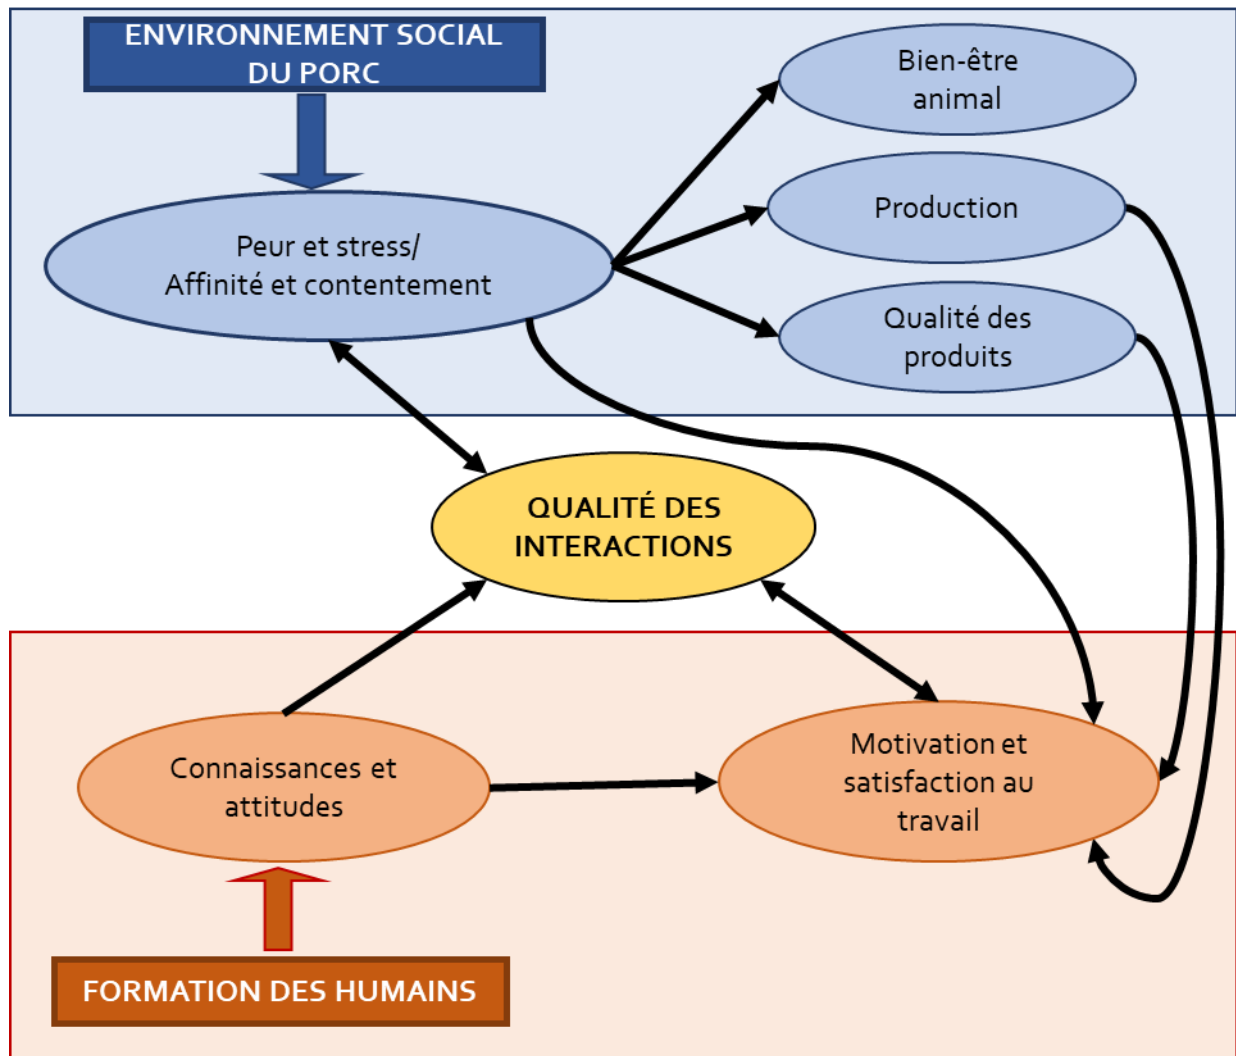 ENVIRONNEMENT SOCIAL
DU PORC
Bien-être
animal
Production
Peur et stress/
Affinité et contentement
Qualité des
produits
QUALITÉ DES
INTERACTIONS
Connaissances et
attitudes
Motivation et
satisfaction au
travail
FORMATION DES HUMAINS